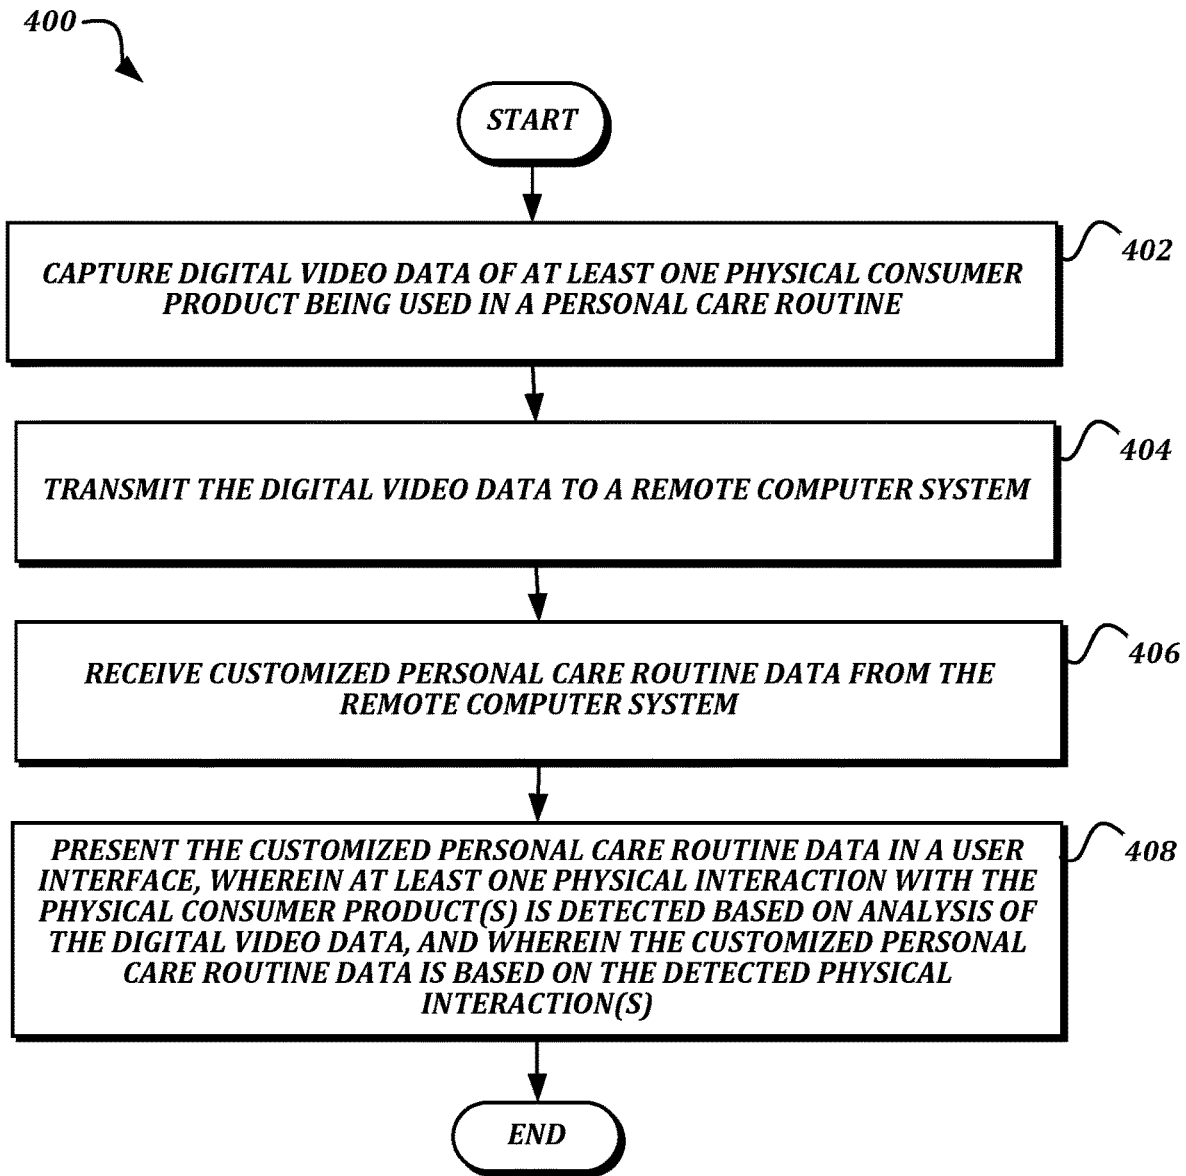 400
START
CAPTURE DIGITAL VIDEO DATA OF AT LEAST ONE PHYSICAL CONSUMER
PRODUCT BEING USED IN A PERSONAL CARE ROUTINE
402
TRANSMIT THE DIGITAL VIDEO DATA TO A REMOTE COMPUTER SYSTEM
404
RECEIVE CUSTOMIZED PERSONAL CARE ROUTINE DATA FROM THE
REMOTE COMPUTER SYSTEM
406
PRESENT THE CUSTOMIZED PERSONAL CARE ROUTINE DATA IN A USER
INTERFACE, WHEREIN AT LEAST ONE PHYSICAL INTERACTION WITH THE
PHYSICAL CONSUMER PRODUCT(S) IS DETECTED BASED ON ANALYSIS OF
THE DIGITAL VIDEO DATA, AND WHEREIN THE CUSTOMIZED PERSONAL
CARE ROUTINE DATA IS BASED ON THE DETECTED PHYSICAL
INTERACTION(S)
408
END